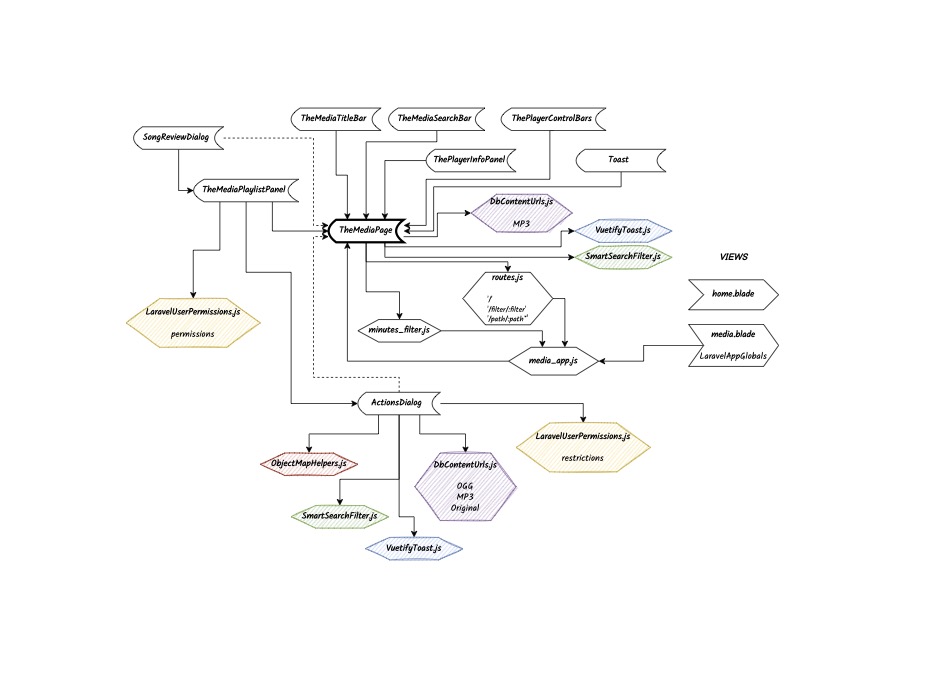 TheMediaTitleBar
TheMediaSearchBar
ThePlayerControlBars
SongReviewDialog
ThePlayerInfoPanel
Toast
TheMediaPlaylistPanel
DbContentUrls.js
MP3
TheMediaPage
VuetifyToast.js
SmartSearchFilter.js
VIEWS
routes.js
'/'
'/filter/:filter'
'/path/:path*'
home.blade
LaravelUserPermissions.js
permissions
minutes_filter.js
media.blade
LaravelAppGlobals
media_app.js
ActionsDialog
LaravelUserPermissions.js
restrictions
ObjectMapHelpers.js
DbContentUrls.js
OGG
MP3
Original
SmartSearchFilter.js
VuetifyToast.js